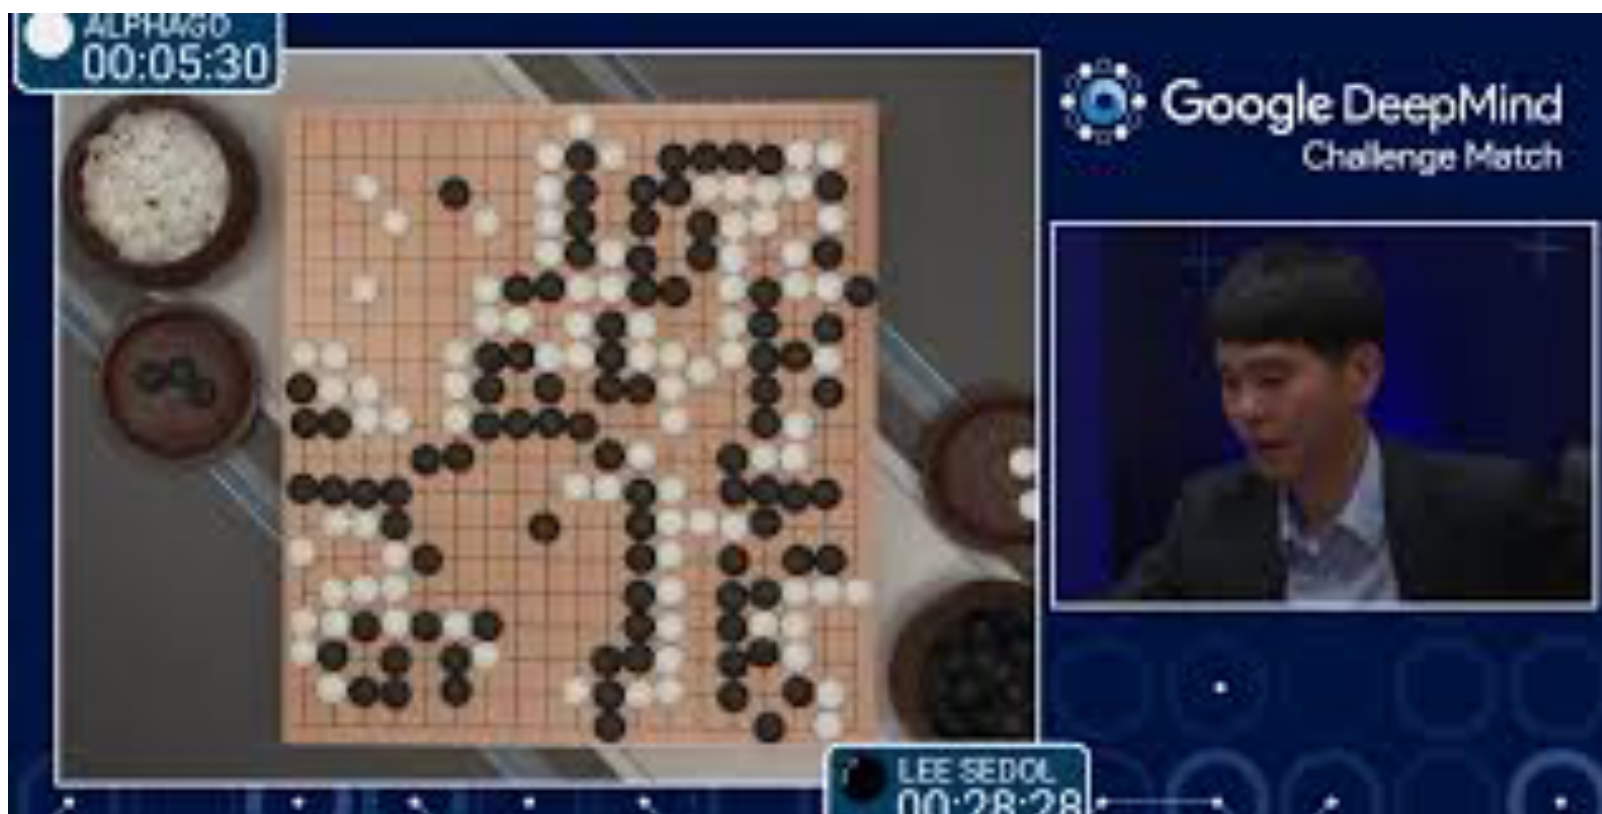 ALPHAGO
00:05:30
Google DeepMind
Challenge Match
LEE SEDOL
00:28:28